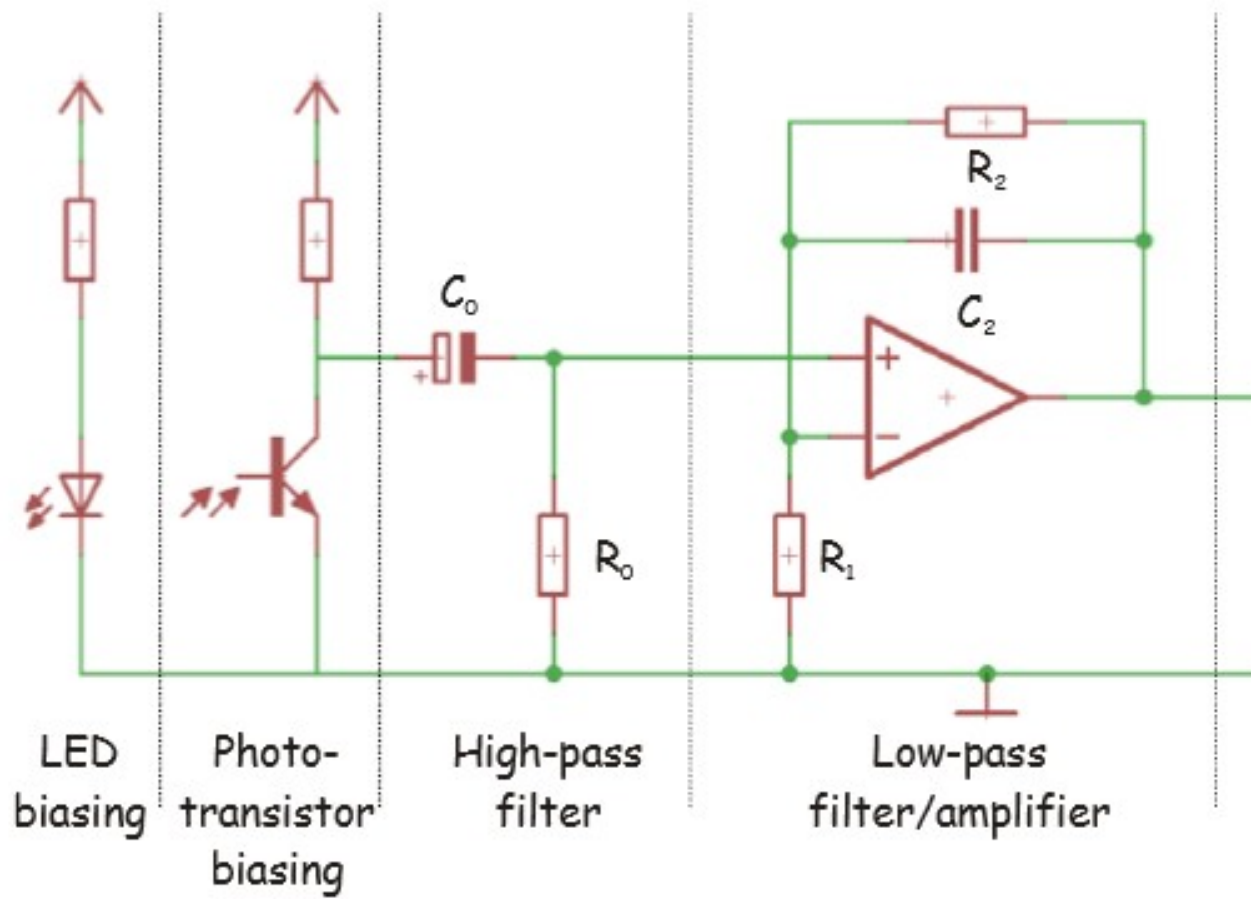 R₂
C₀
C₂
+
+
−
R₀
R₁
LED
biasing
Photo-
transistor
biasing
High-pass
filter
Low-pass
filter/amplifier